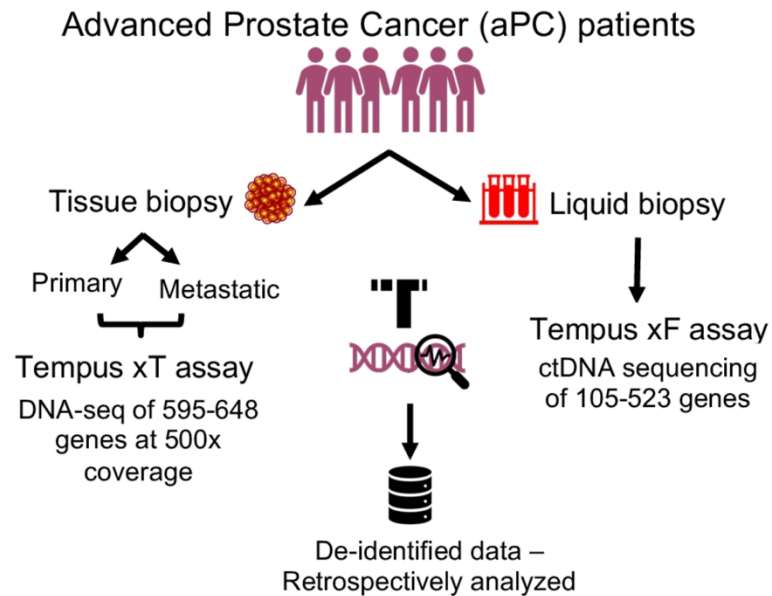 Advanced Prostate Cancer (aPC) patients
Tissue biopsy
Liquid biopsy
Primary
Metastatic
Tempus xT assay
DNA-seq of 595-648
genes at 500x
coverage
"T"
Tempus xF assay
ctDNA sequencing
of 105-523 genes
De-identified data –
Retrospectively analyzed